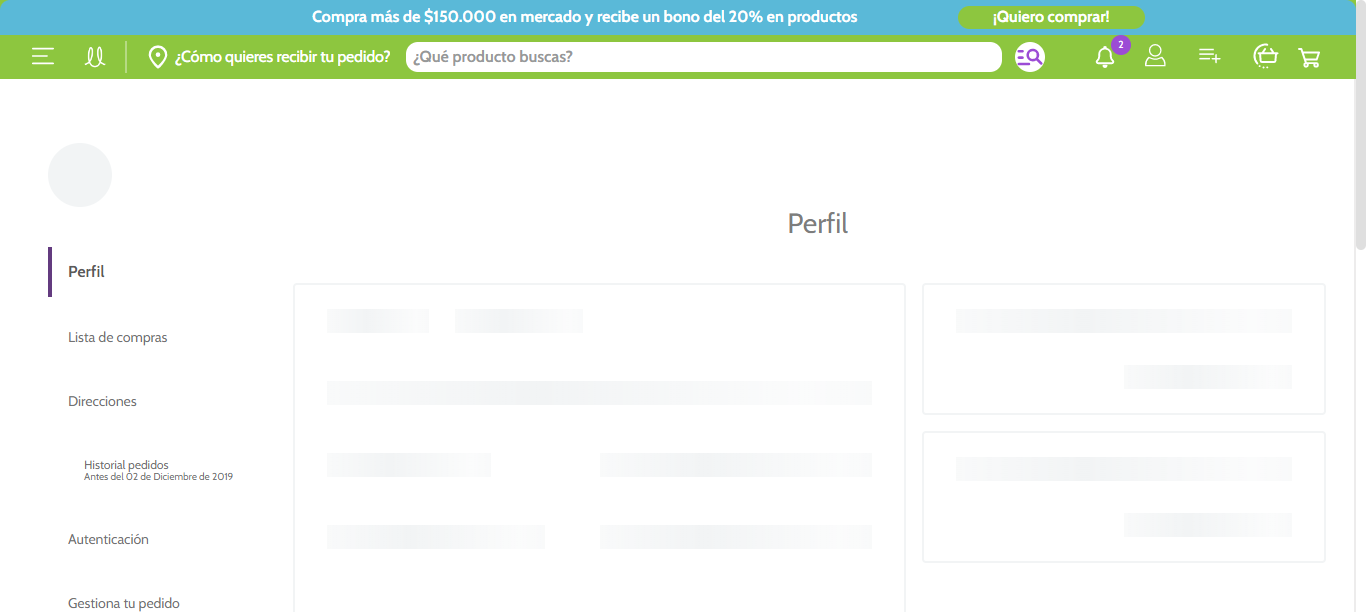 Compra más de $150.000 en mercado y recibe un bono del 20% en productos
¡Quiero comprar!
¿Cómo quieres recibir tu pedido?
¿Qué producto buscas?
2
Perfil
Perfil
Lista de compras
Direcciones
Historial pedidos
Antes del 02 de Diciembre de 2019
Autenticación
Gestiona tu pedido